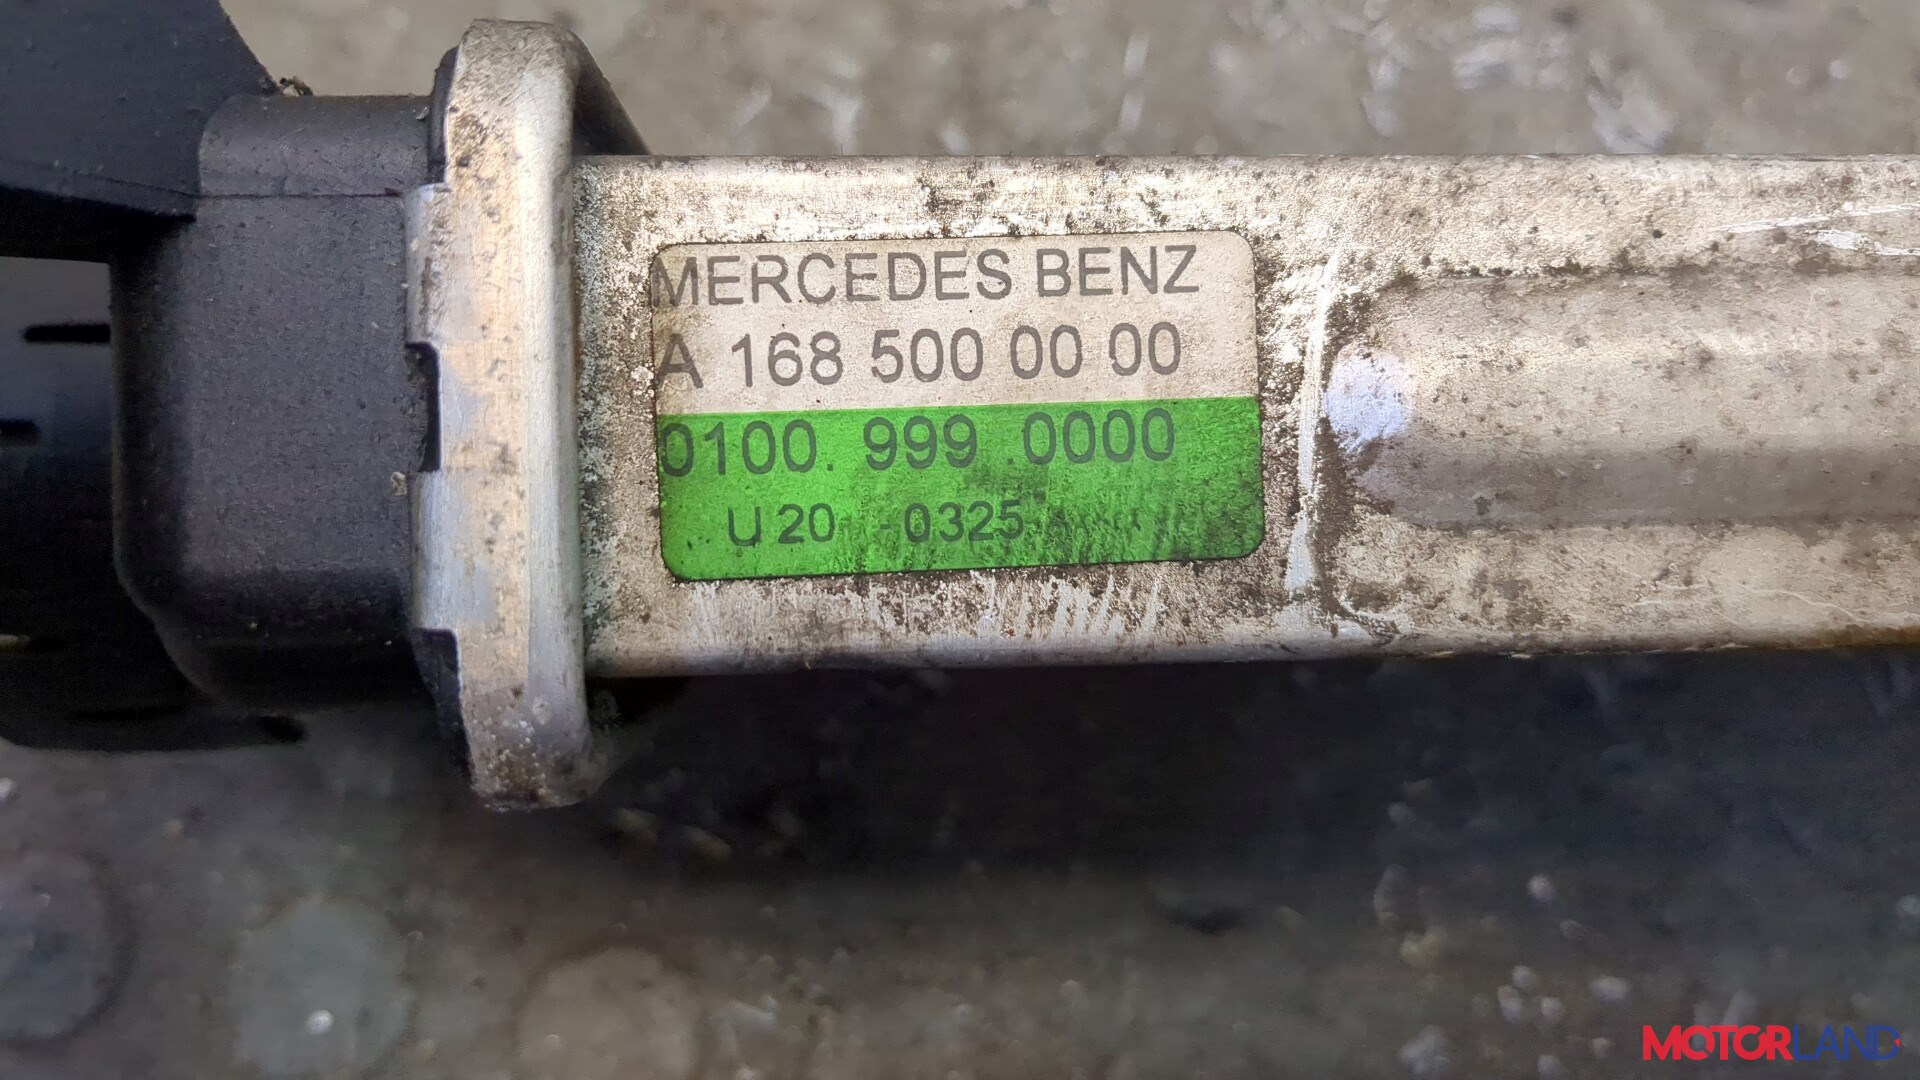 MERCEDES BENZ
A 168 500 00 00
0100. 999 .0000
U 20 - 0325
MOTORLAND